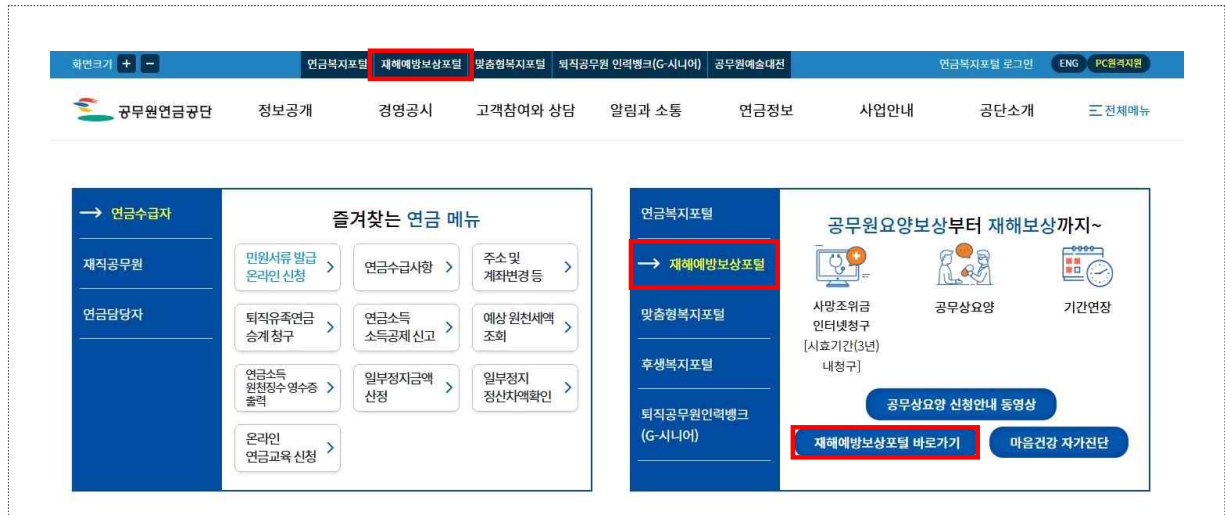 화면크기 + −
연금복지포털 재해예방보상포털 맞춤형복지포털 퇴직공무원 인력뱅크(G-시니어) 공무원예술대전
연금복지포털 로그인 ENG PC원격지원
공무원연금공단 정보공개 경영공시 고객참여와 상담 알림과 소통 연금정보 사업안내 공단소개 전체메뉴
→ 연금수급자
재직공무원
연금담당자
즐겨찾는 연금 메뉴
민원서류 발급
온라인 신청
연금수급사항
주소 및
계좌변경 등
퇴직유족연금
승계 청구
연금소득
소득공제 신고
예상 원천세액
조회
연금소득
원천징수 영수증
출력
일부정지금액
산정
일부정지
정산차액확인
온라인
연금교육 신청
연금복지포털
→ 재해예방보상포털
맞춤형복지포털
후생복지포털
퇴직공무원인력뱅크
(G-시니어)
공무원요양보상부터 재해보상까지~
사망조위금
인터넷청구
[시효기간(3년)
내청구]
공무상요양
기간연장
공무상요양 신청안내 동영상
재해예방보상포털 바로가기
마음건강 자가진단